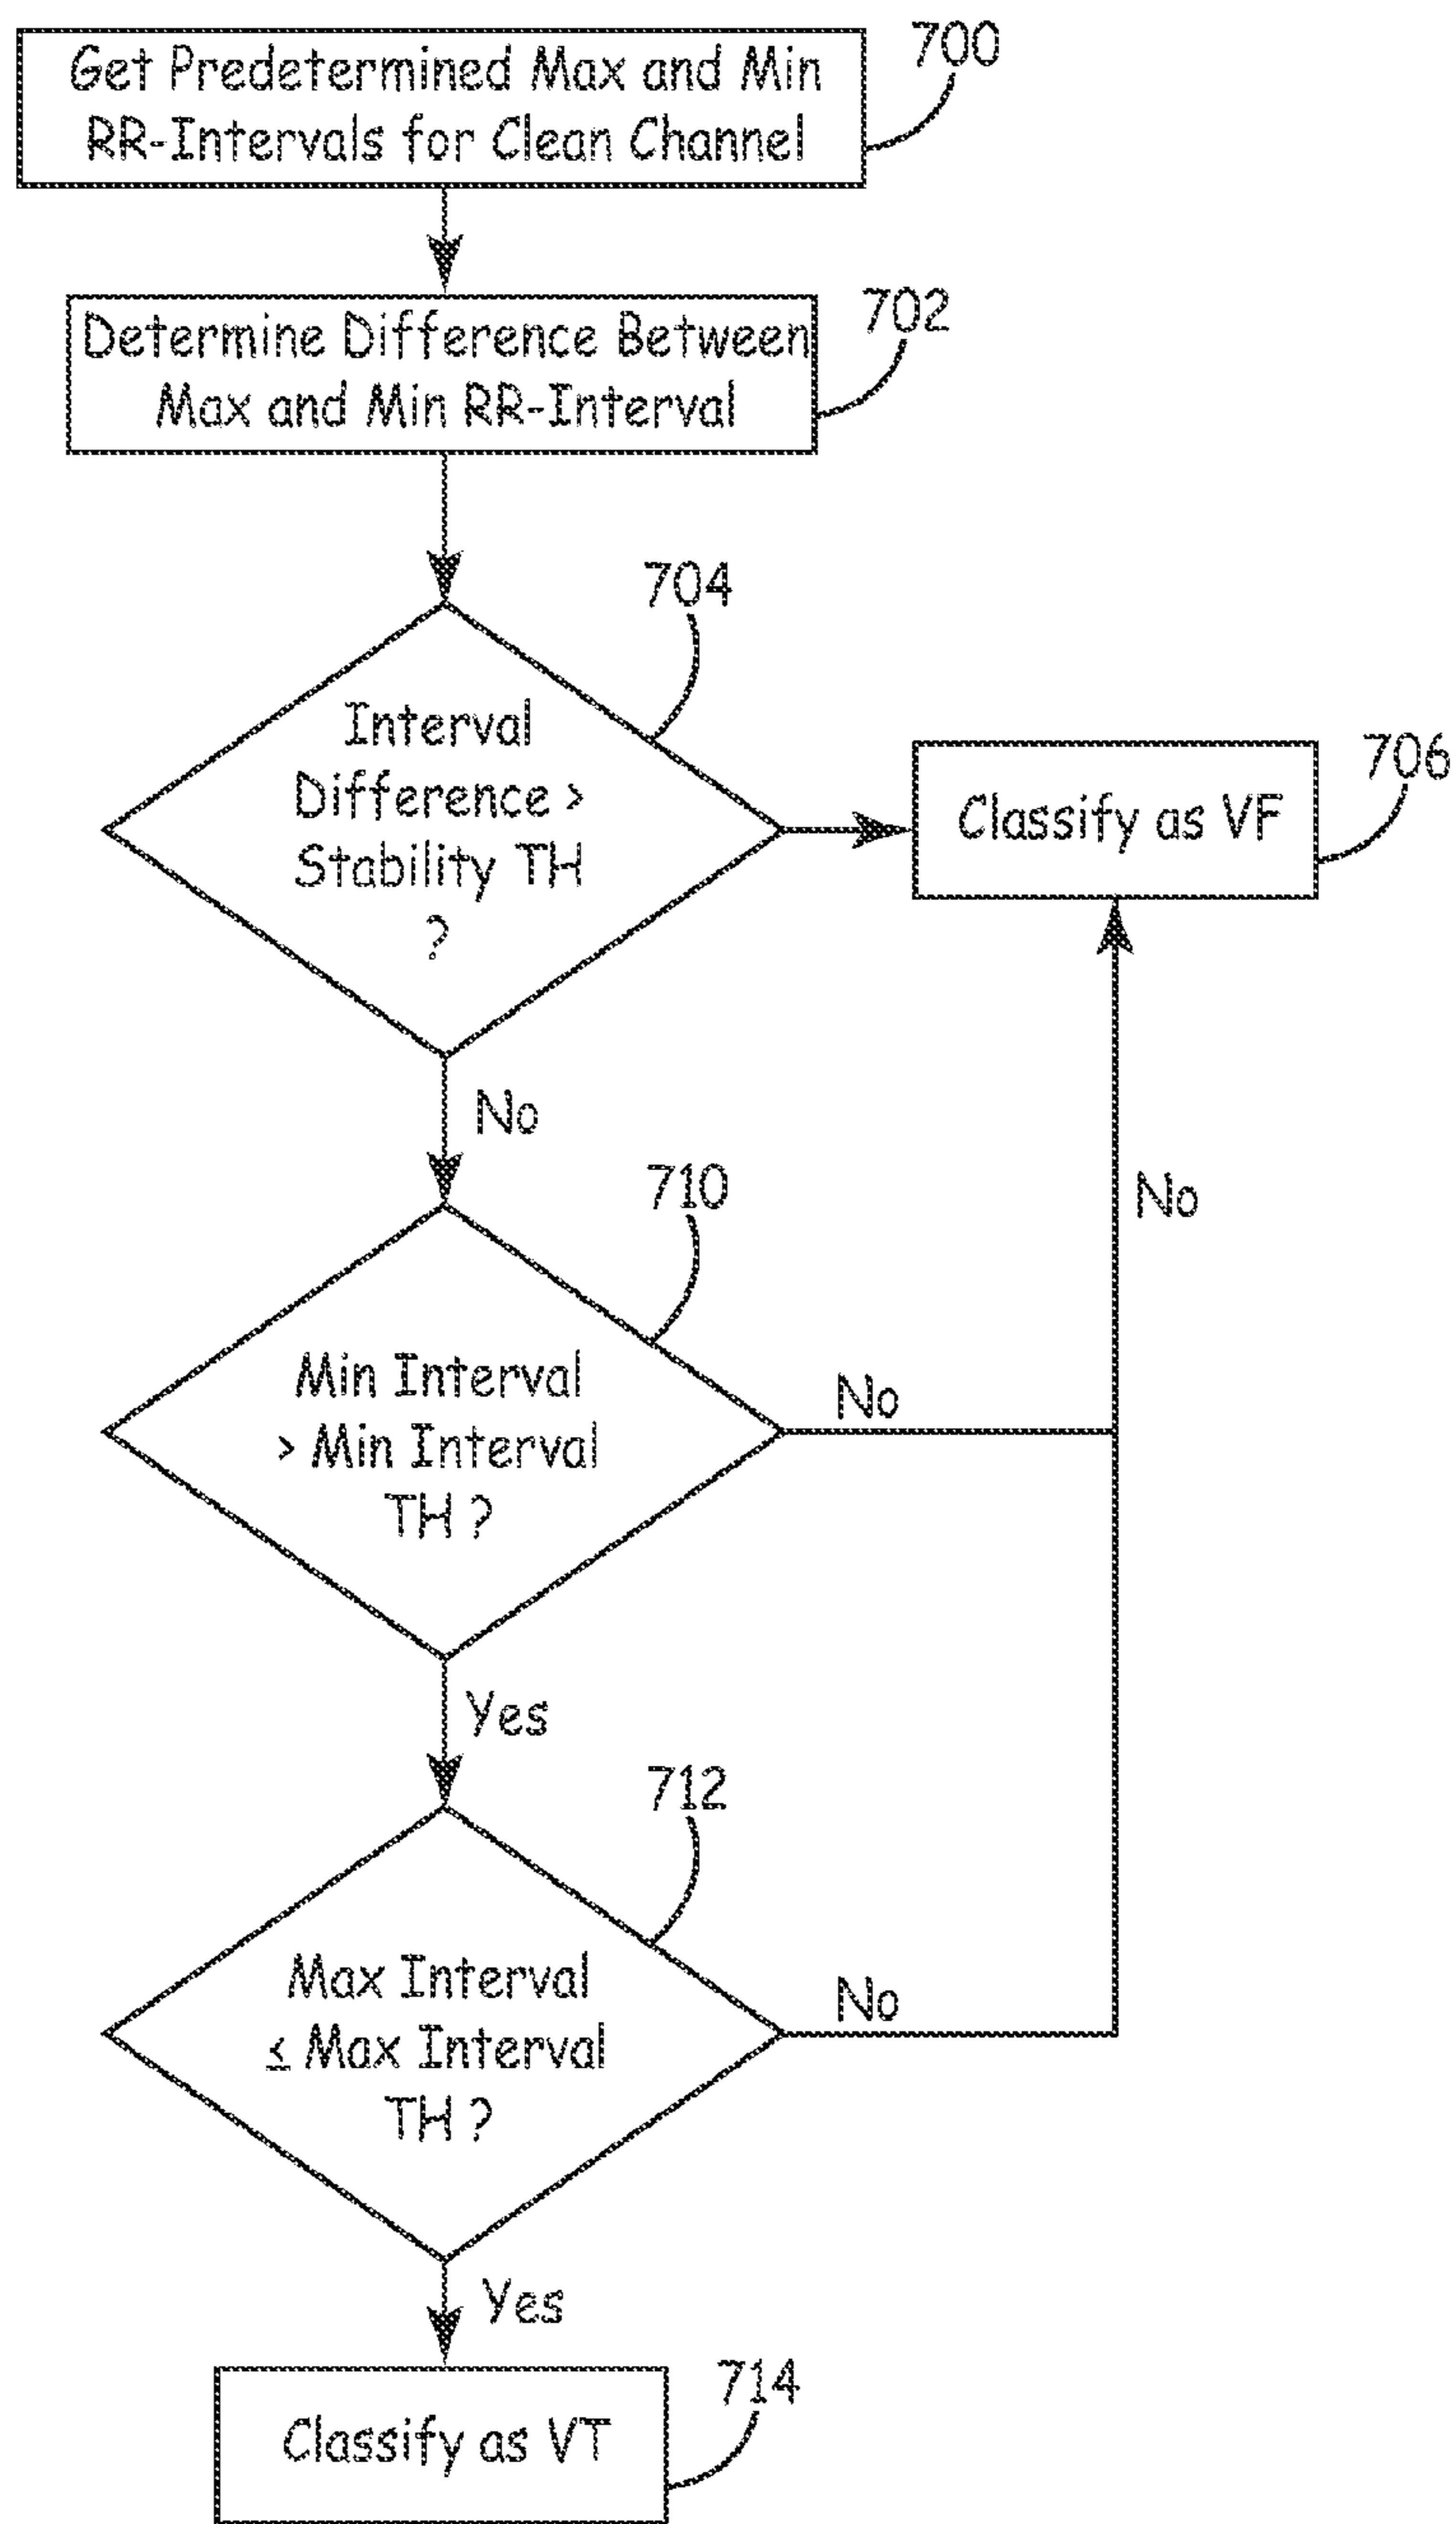 700
Get Predetermined Max and Min
RR-Intervals for Clean Channel
702
Determine Difference Between
Max and Min RR-Interval
704
Interval
Difference >
Stability TH
?
706
Classify as VF
No
710
No
Min Interval
> Min Interval
TH ?
No
Yes
712
Max Interval
≤ Max Interval
TH ?
No
Yes
714
Classify as VT